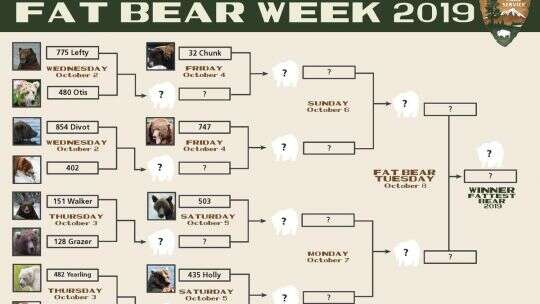 FAT BEAR WEEK 2019
SERVICE
775 Lefty
32 Chunk
?
WEDNESDAY
October 2
FRIDAY
October 4
?
480 Otis
?
?
SUNDAY
October 6
?
?
854 Divot
747
WEDNESDAY
October 2
FRIDAY
October 4
?
?
402
?
?
FAT BEAR
TUESDAY
October 8
?
?
WINNER
FATTEST
BEAR
2019
151 Walker
503
THURSDAY
October 3
SATURDAY
October 5
?
?
128 Grazer
?
?
MONDAY
October 7
?
?
482 Yearling
435 Holly
THURSDAY
October 3
SATURDAY
October 5
?
?